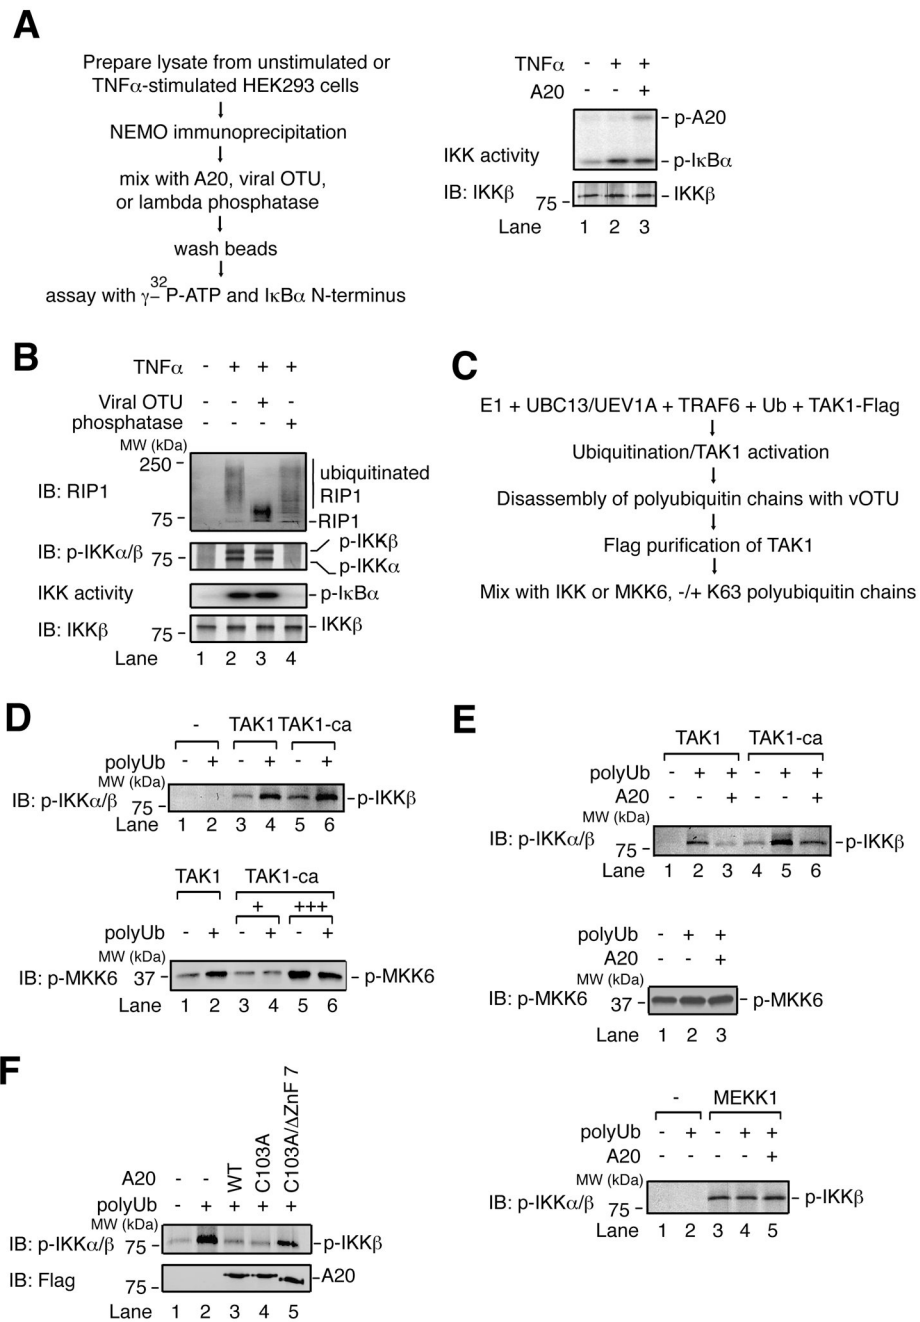 A
Prepare lysate from unstimulated or
TNFα-stimulated HEK293 cells
NEMO immunoprecipitation
mix with A20, viral OTU,
or lambda phosphatase
wash beads
assay with γ-³²P-ATP and IκBα N-terminus
TNFα - + +
A20 - - +
p-A20
IKK activity p-IκBα
IB: IKKβ 75 IKKβ
Lane 1 2 3
B
TNFα - + + +
Viral OTU - - + -
phosphatase - - - +
MW (kDa)
250
ubiquitinated
IB: RIP1 RIP1
75 RIP1
p-IKKβ
IB: p-IKKα/β 75
p-IKKα
IKK activity p-IκBα
IB: IKKβ 75 IKKβ
Lane 1 2 3 4
C
E1 + UBC13/UEV1A + TRAF6 + Ub + TAK1-Flag
Ubiquitination/TAK1 activation
Disassembly of polyubiquitin chains with vOTU
Flag purification of TAK1
Mix with IKK or MKK6, -/+ K63 polyubiquitin chains
D
- TAK1 TAK1-ca
polyUb - + - + - +
MW (kDa)
IB: p-IKKα/β 75 p-IKKβ
Lane 1 2 3 4 5 6
TAK1 TAK1-ca
+ +++
polyUb - + - + - +
MW (kDa)
IB: p-MKK6 37 p-MKK6
Lane 1 2 3 4 5 6
E
TAK1 TAK1-ca
polyUb - + + - + +
A20 - - + - - +
MW (kDa)
IB: p-IKKα/β 75 p-IKKβ
Lane 1 2 3 4 5 6
polyUb - + +
A20 - - +
MW (kDa)
IB: p-MKK6 37 p-MKK6
Lane 1 2 3
- MEKK1
polyUb - + - + +
A20 - - - - +
MW (kDa)
IB: p-IKKα/β 75 p-IKKβ
Lane 1 2 3 4 5
F
A20 - - WT C103A C103A/ΔZnF 7
polyUb - + + + +
MW (kDa)
IB: p-IKKα/β 75 p-IKKβ
IB: Flag 75 A20
Lane 1 2 3 4 5